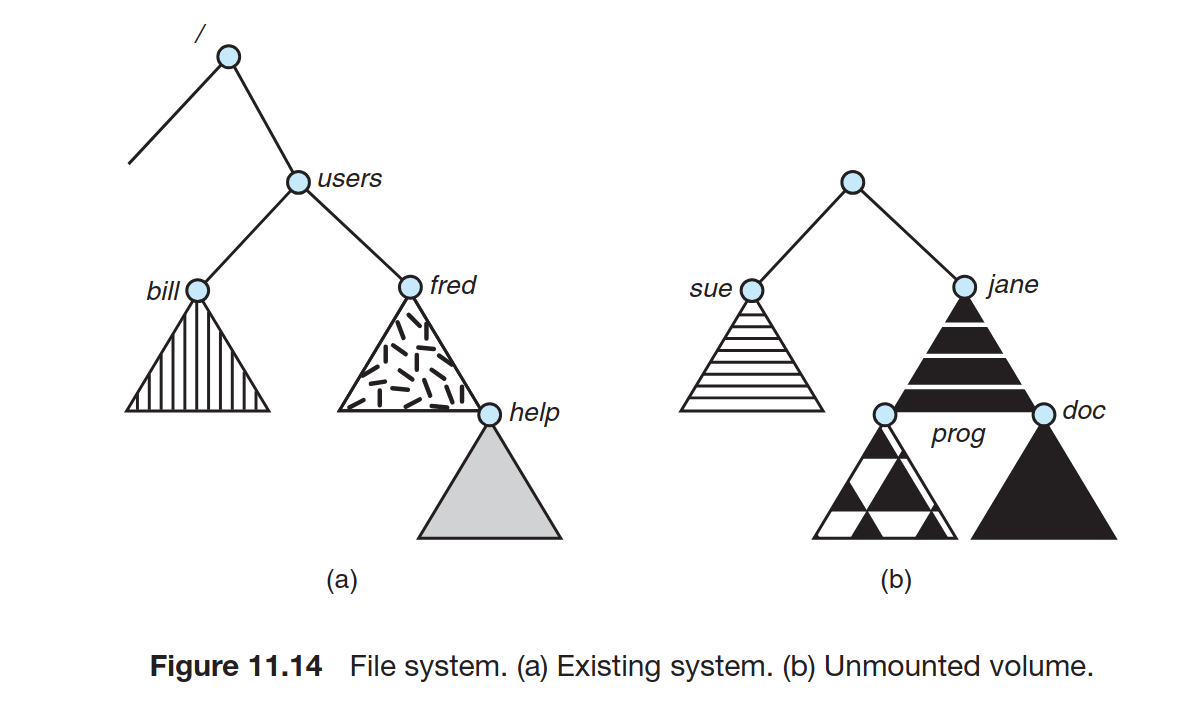 /
users
bill
fred
help
sue
jane
prog
doc
(a)
(b)
Figure 11.14 File system. (a) Existing system. (b) Unmounted volume.